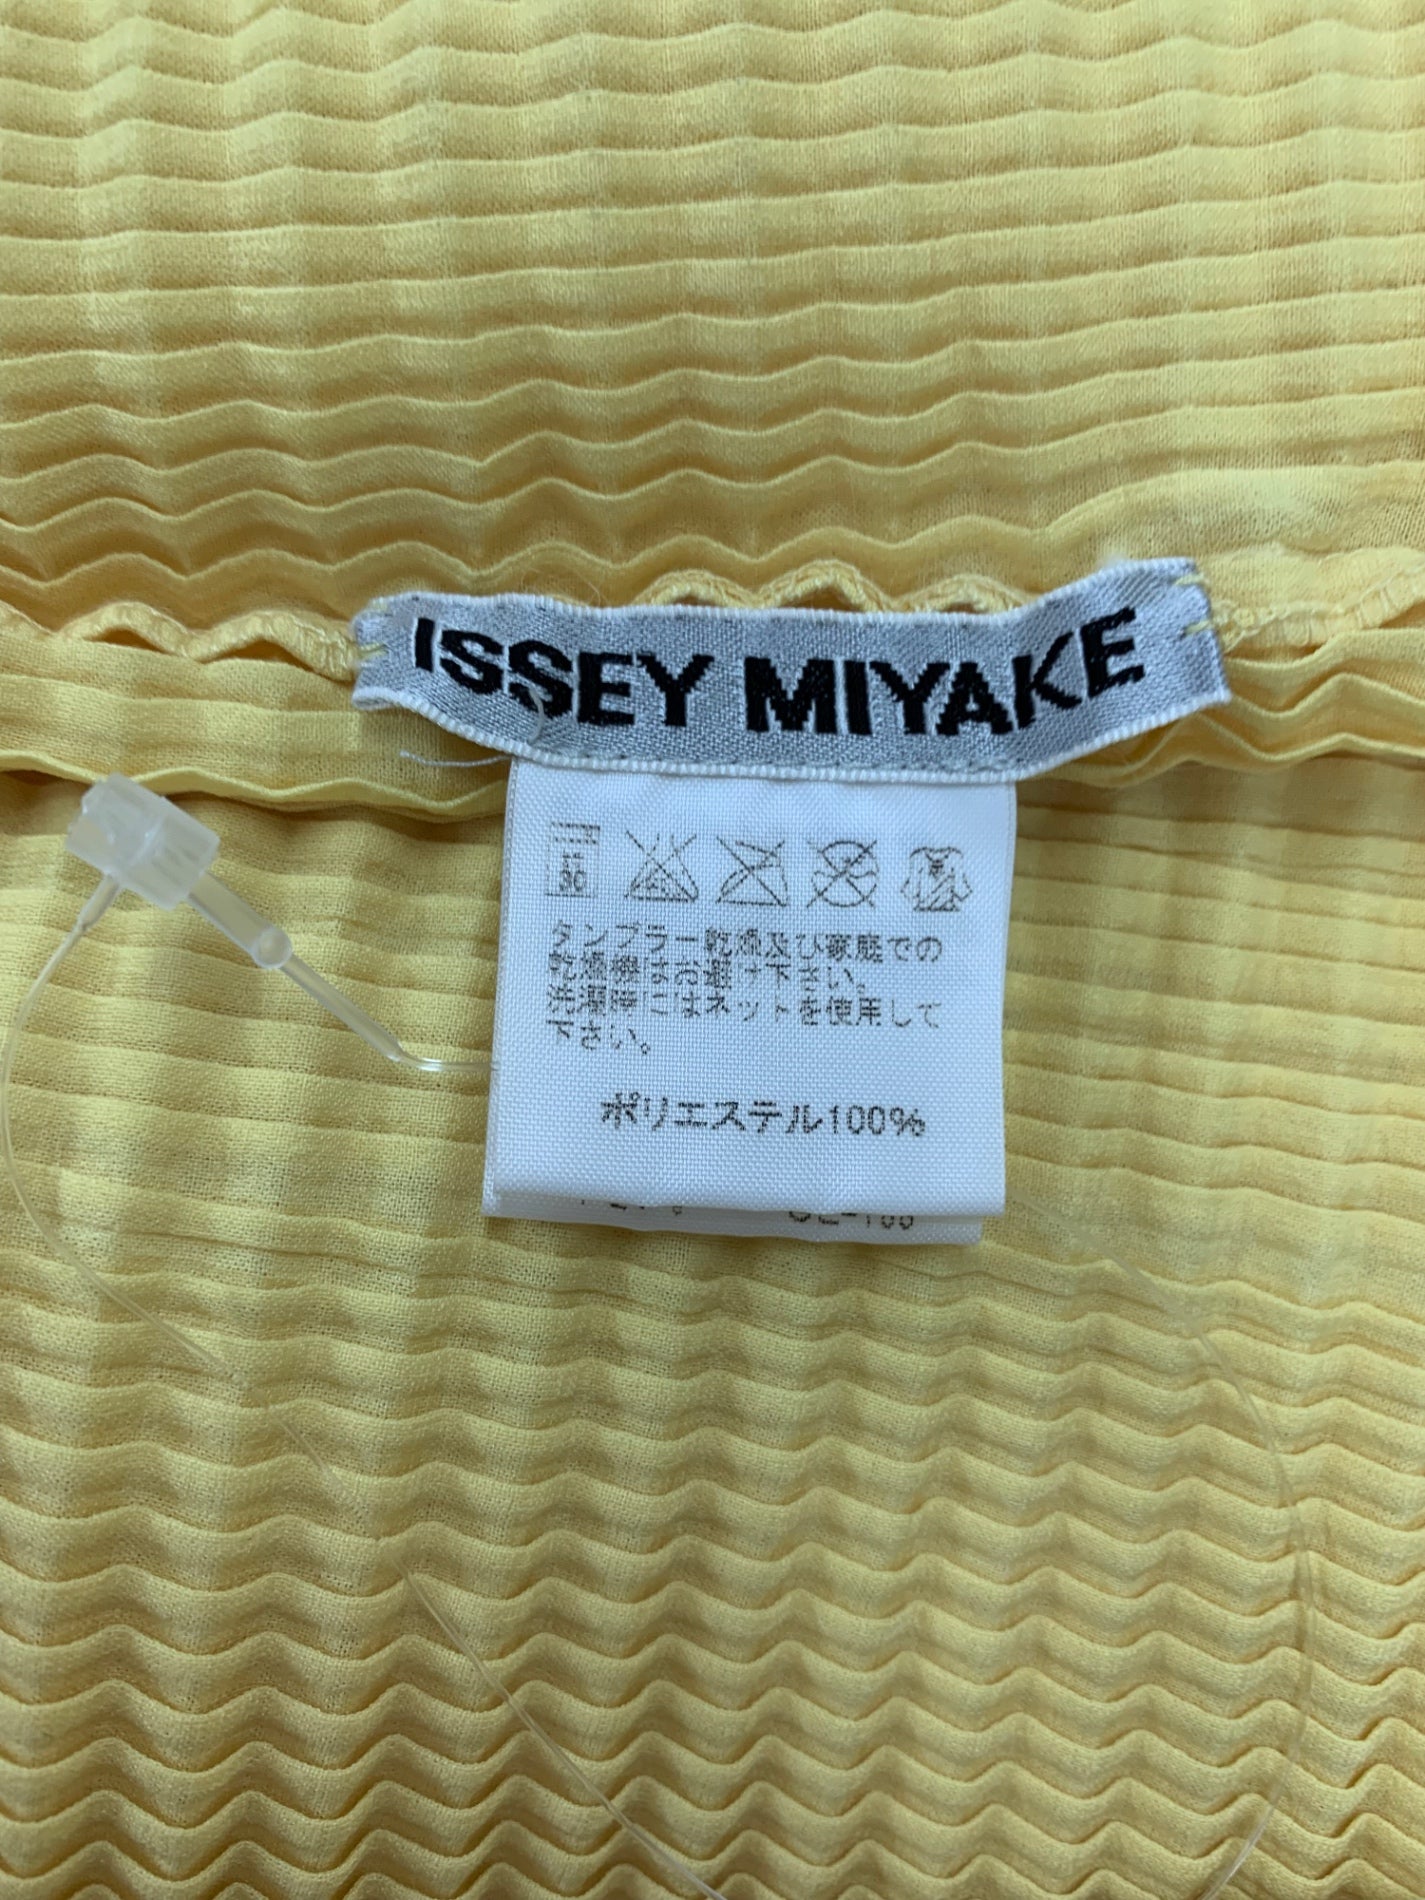 ISSEY MIYAKE
弱
30
タンブラー乾燥及び家庭での
乾燥機はお避け下さい。
洗濯時にはネットを使用して
下さい。
ポリエステル100%